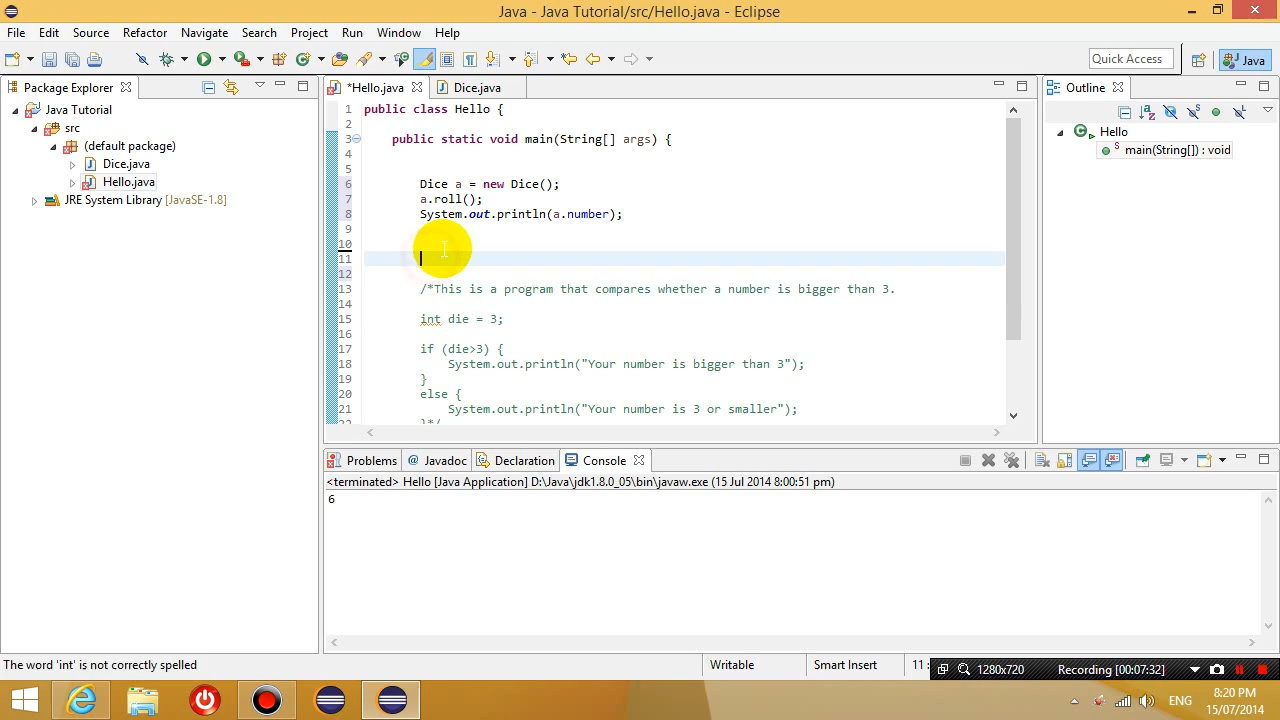 Java - Java Tutorial/src/Hello.java - Eclipse
File Edit Source Refactor Navigate Search Project Run Window Help
Quick Access
Java
Package Explorer
Java Tutorial
src
(default package)
Dice.java
Hello.java
JRE System Library [JavaSE-1.8]
*Hello.java
Dice.java
1 public class Hello {
2
3 public static void main(String[] args) {
4
5
6 Dice a = new Dice();
7 a.roll();
8 System.out.println(a.number);
9
10
11
12
13 /*This is a program that compares whether a number is bigger than 3.
14
15 int die = 3;
16
17 if (die>3) {
18 System.out.println("Your number is bigger than 3");
19 }
20 else {
21 System.out.println("Your number is 3 or smaller");
22 }*/
Outline
Hello
main(String[]) : void
Problems @ Javadoc Declaration Console
<terminated> Hello [Java Application] D:\Java\jdk1.8.0_05\bin\javaw.exe (15 Jul 2014 8:00:51 pm)
6
The word 'int' is not correctly spelled
Writable
Smart Insert
11 :
1280x720
Recording [00:07:32]
ENG
8:20 PM
15/07/2014